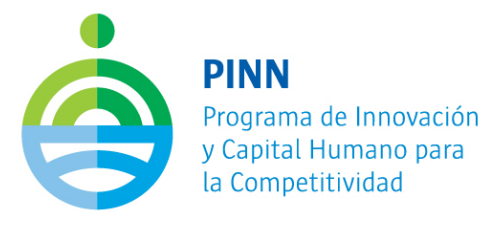 PINN
Programa de Innovación
y Capital Humano para
la Competitividad